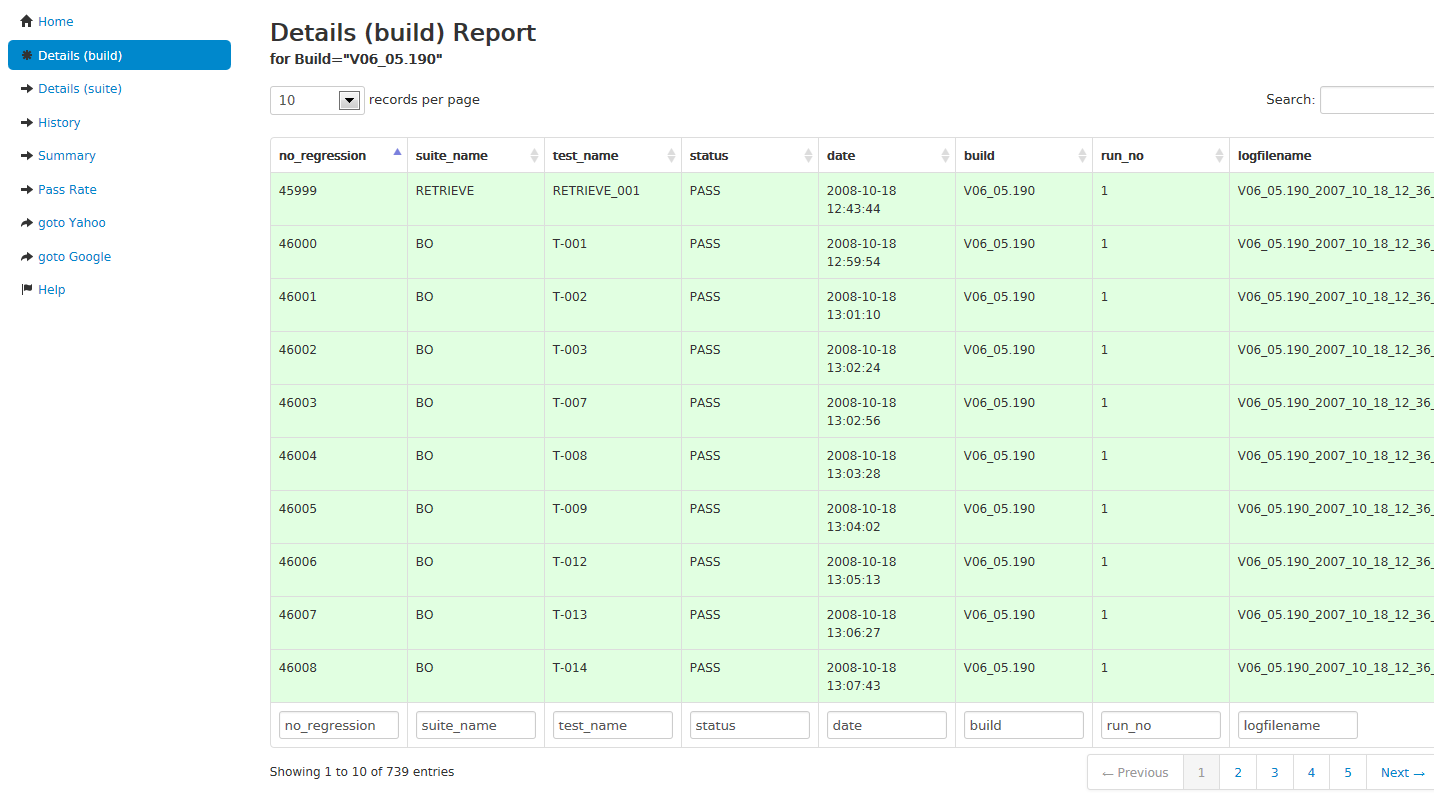 Home
Details (build)
Details (suite)
History
Summary
Pass Rate
goto Yahoo
goto Google
Help
Details (build) Report
for Build="V06_05.190"
10 records per page Search:
no_regression suite_name test_name status date build run_no logfilename
45999 RETRIEVE RETRIEVE_001 PASS 2008-10-18 V06_05.190 1 V06_05.190_2007_10_18_12_36_
12:43:44
46000 BO T-001 PASS 2008-10-18 V06_05.190 1 V06_05.190_2007_10_18_12_36_
12:59:54
46001 BO T-002 PASS 2008-10-18 V06_05.190 1 V06_05.190_2007_10_18_12_36_
13:01:10
46002 BO T-003 PASS 2008-10-18 V06_05.190 1 V06_05.190_2007_10_18_12_36_
13:02:24
46003 BO T-007 PASS 2008-10-18 V06_05.190 1 V06_05.190_2007_10_18_12_36_
13:02:56
46004 BO T-008 PASS 2008-10-18 V06_05.190 1 V06_05.190_2007_10_18_12_36_
13:03:28
46005 BO T-009 PASS 2008-10-18 V06_05.190 1 V06_05.190_2007_10_18_12_36_
13:04:02
46006 BO T-012 PASS 2008-10-18 V06_05.190 1 V06_05.190_2007_10_18_12_36_
13:05:13
46007 BO T-013 PASS 2008-10-18 V06_05.190 1 V06_05.190_2007_10_18_12_36_
13:06:27
46008 BO T-014 PASS 2008-10-18 V06_05.190 1 V06_05.190_2007_10_18_12_36_
13:07:43
no_regression suite_name test_name status date build run_no logfilename
Showing 1 to 10 of 739 entries ← Previous 1 2 3 4 5 Next →